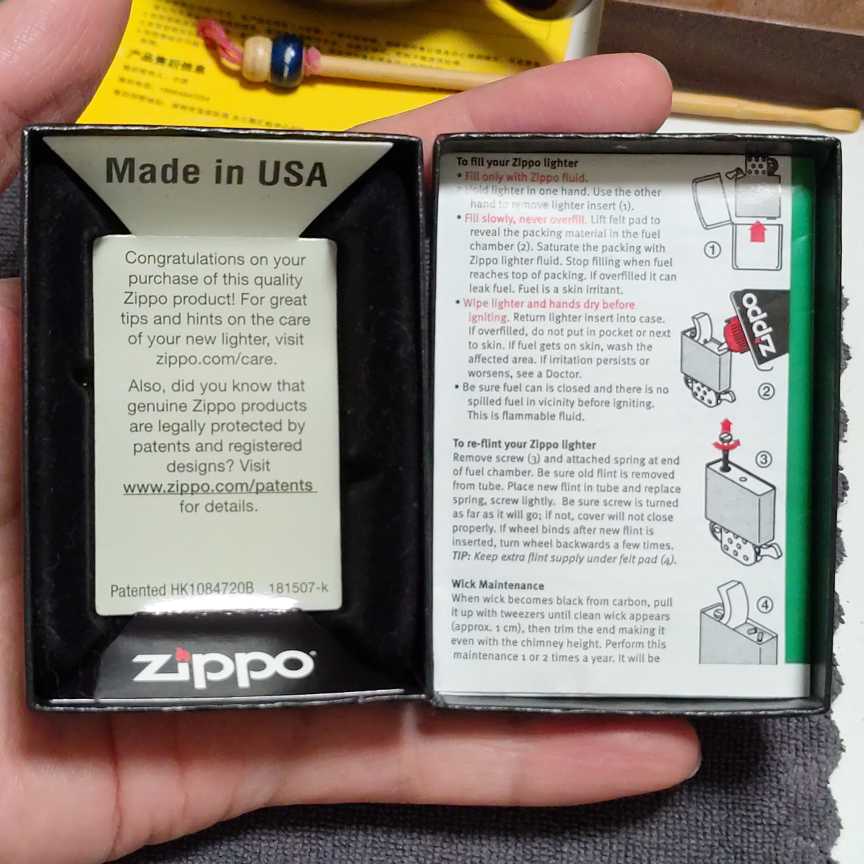 产品售后信息
Made in USA
Congratulations on your
purchase of this quality
Zippo product! For great
tips and hints on the care
of your new lighter, visit
zippo.com/care.
Also, did you know that
genuine Zippo products
are legally protected by
patents and registered
designs? Visit
www.zippo.com/patents
for details.
Patented HK1084720B 181507-k
zippo
To fill your Zippo lighter
• Fill only with Zippo fluid.
Hold lighter in one hand. Use the other
hand to remove lighter insert (1).
• Fill slowly, never overfill. Lift felt pad to
reveal the packing material in the fuel
chamber (2). Saturate the packing with
Zippo lighter fluid. Stop filling when fuel
reaches top of packing. If overfilled it can
leak fuel. Fuel is a skin irritant.
• Wipe lighter and hands dry before
igniting. Return lighter insert into case.
If overfilled, do not put in pocket or next
to skin. If fuel gets on skin, wash the
affected area. If irritation persists or
worsens, see a Doctor.
• Be sure fuel can is closed and there is no
spilled fuel in vicinity before igniting.
This is flammable fluid.
To re-flint your Zippo lighter
Remove screw (3) and attached spring at end
of fuel chamber. Be sure old flint is removed
from tube. Place new flint in tube and replace
spring, screw lightly. Be sure screw is turned
as far as it will go; if not, cover will not close
properly. If wheel binds after new flint is
inserted, turn wheel backwards a few times.
TIP: Keep extra flint supply under felt pad (4).
Wick Maintenance
When wick becomes black from carbon, pull
it up with tweezers until clean wick appears
(approx. 1 cm), then trim the end making it
even with the chimney height. Perform this
maintenance 1 or 2 times a year. It will be
1
zippo
2
3
4